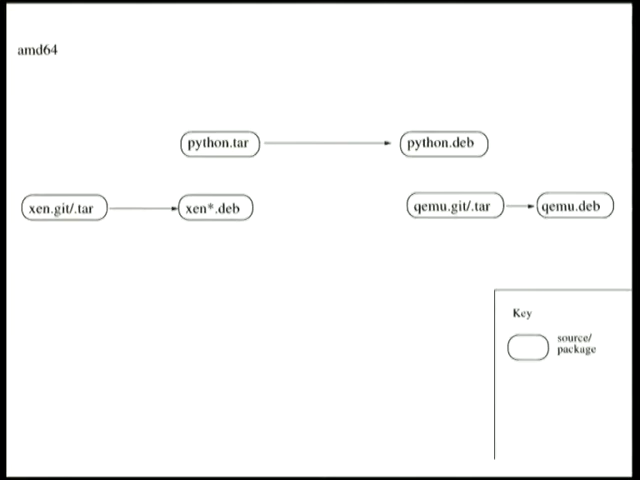 amd64
python.tar
python.deb
xen.git/.tar
xen*.deb
qemu.git/.tar
qemu.deb
Key
source/
package